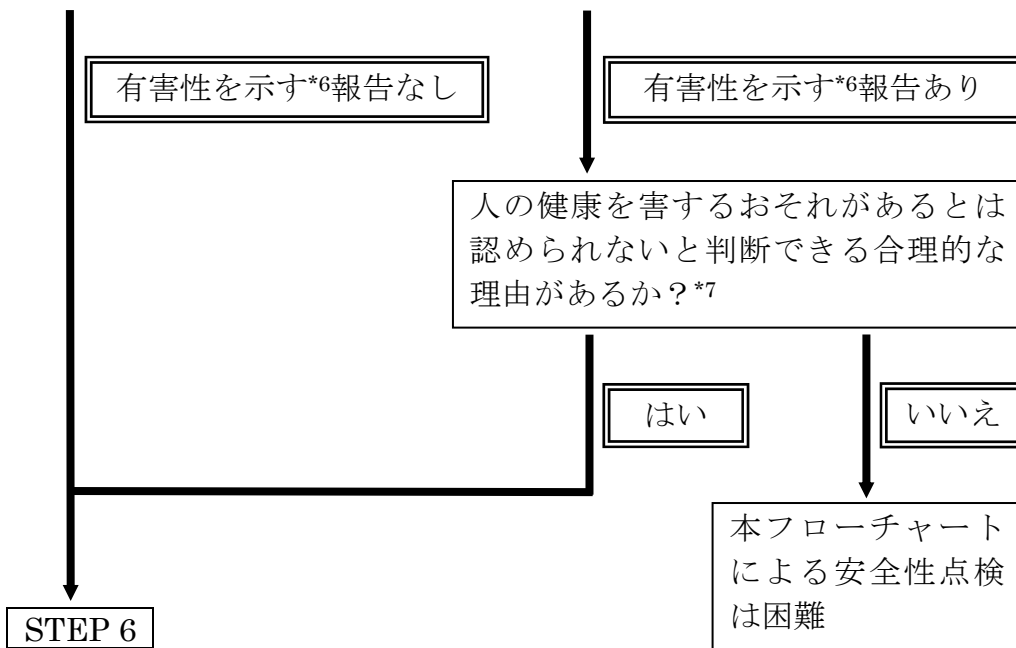 有害性を示す*6報告なし
有害性を示す*6報告あり
人の健康を害するおそれがあるとは
認められないと判断できる合理的な
理由があるか？*7
はい
いいえ
本フローチャート
による安全性点検
は困難
STEP 6